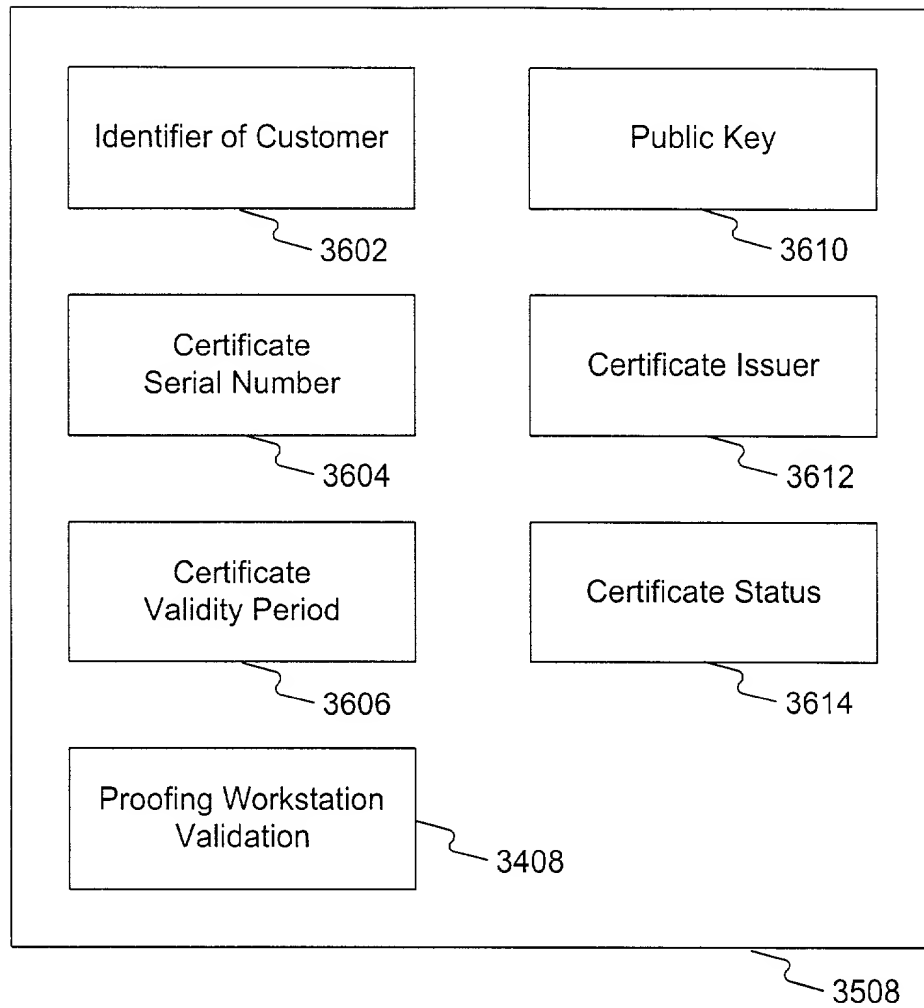 Identifier of Customer
3602
Public Key
3610
Certificate
Serial Number
3604
Certificate Issuer
3612
Certificate
Validity Period
3606
Certificate Status
3614
Proofing Workstation
Validation
3408
3508